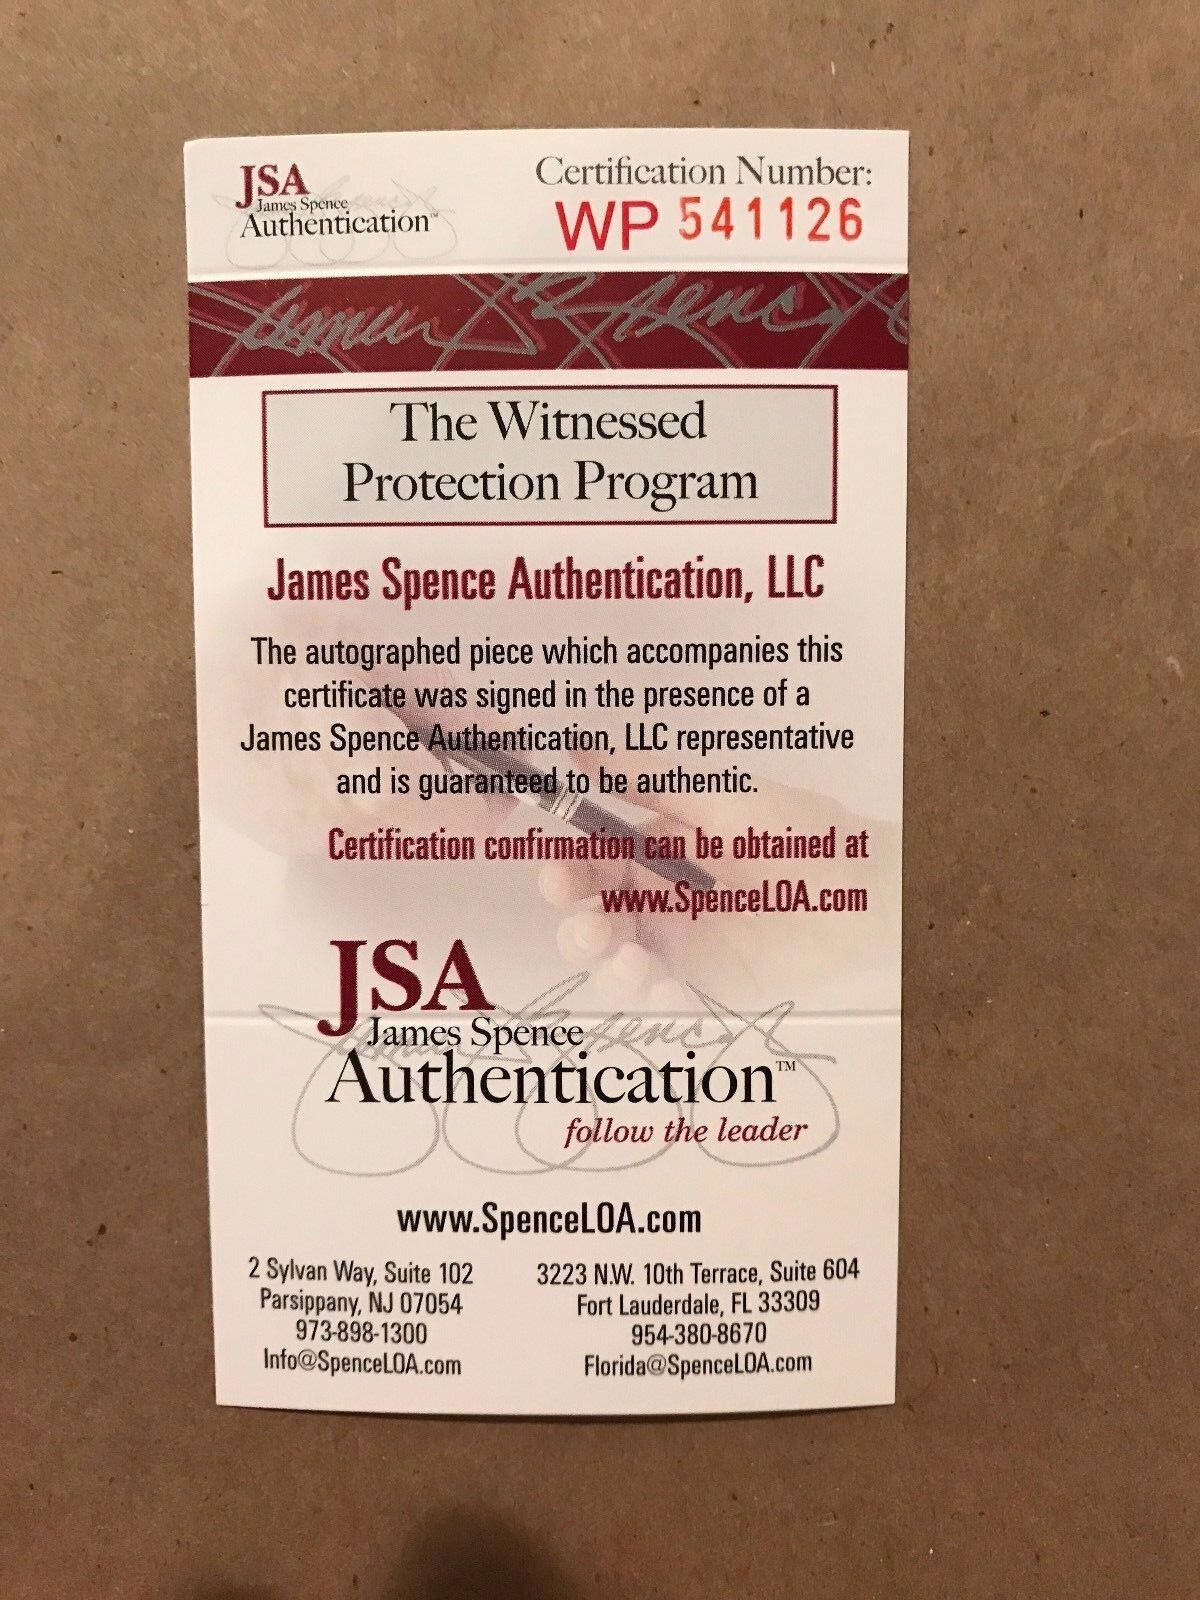 JSA
James Spence
Authentication™
Certification Number:
WP 541126
James Spence
The Witnessed
Protection Program
James Spence Authentication, LLC
The autographed piece which accompanies this
certificate was signed in the presence of a
James Spence Authentication, LLC representative
and is guaranteed to be authentic.
Certification confirmation can be obtained at
www.SpenceLOA.com
JSA
James Spence
Authentication™
follow the leader
www.SpenceLOA.com
2 Sylvan Way, Suite 102
Parsippany, NJ 07054
973-898-1300
Info@SpenceLOA.com
3223 N.W. 10th Terrace, Suite 604
Fort Lauderdale, FL 33309
954-380-8670
Florida@SpenceLOA.com